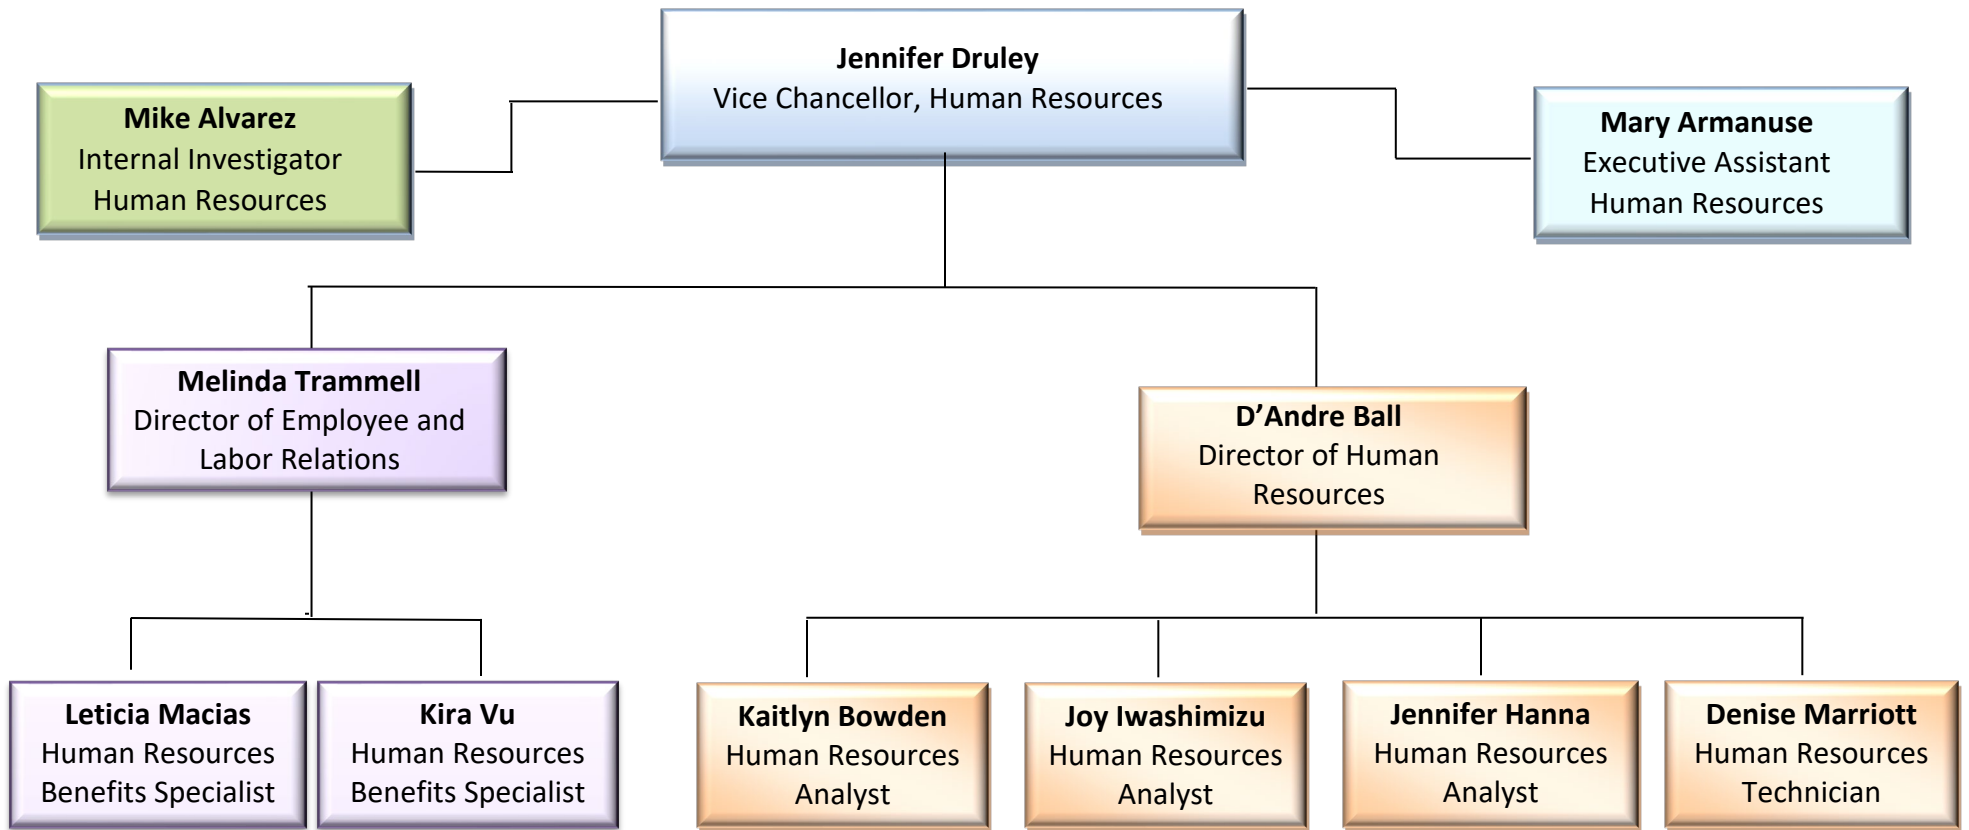 Jennifer Druley
Vice Chancellor, Human Resources
Mike Alvarez
Internal Investigator
Human Resources
Mary Armanuse
Executive Assistant
Human Resources
Melinda Trammell
Director of Employee and
Labor Relations
D’Andre Ball
Director of Human
Resources
Leticia Macias
Human Resources
Benefits Specialist
Kira Vu
Human Resources
Benefits Specialist
Kaitlyn Bowden
Human Resources
Analyst
Joy Iwashimizu
Human Resources
Analyst
Jennifer Hanna
Human Resources
Analyst
Denise Marriott
Human Resources
Technician